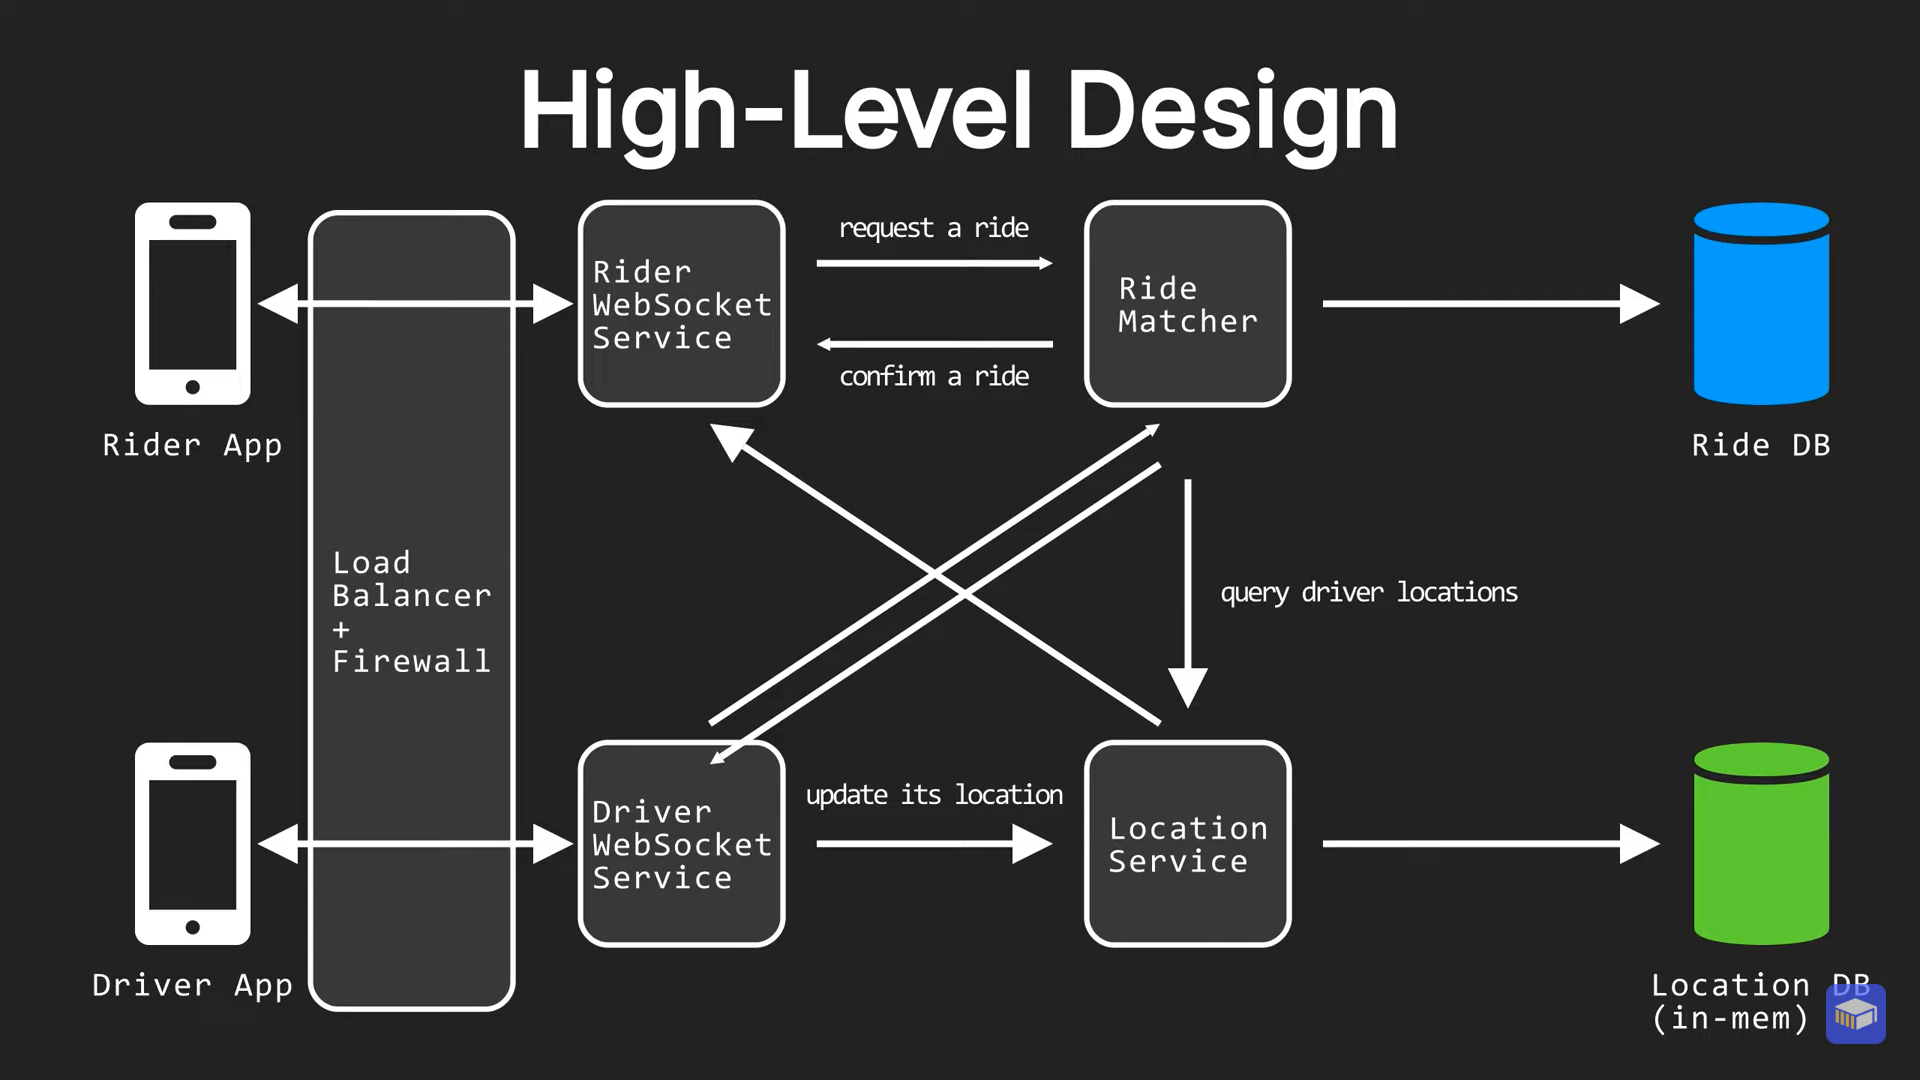 High-Level Design
request a ride
Rider
WebSocket
Service
Ride
Matcher
confirm a ride
Rider App
Ride DB
Load
Balancer
+
Firewall
query driver locations
update its location
Driver
WebSocket
Service
Location
Service
Driver App
Location DB
(in-mem)